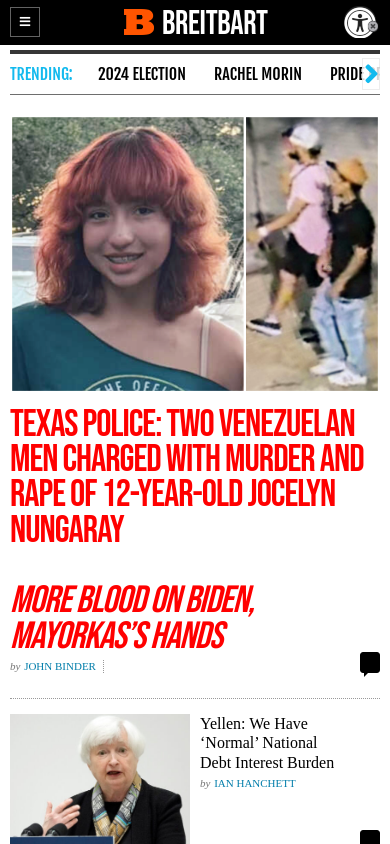 BREITBART
TRENDING: 2024 ELECTION RACHEL MORIN PRIDE
THE OFFI
TEXAS POLICE: TWO VENEZUELAN
MEN CHARGED WITH MURDER AND
RAPE OF 12-YEAR-OLD JOCELYN
NUNGARAY
MORE BLOOD ON BIDEN,
MAYORKAS’S HANDS
by JOHN BINDER
Yellen: We Have
‘Normal’ National
Debt Interest Burden
by IAN HANCHETT